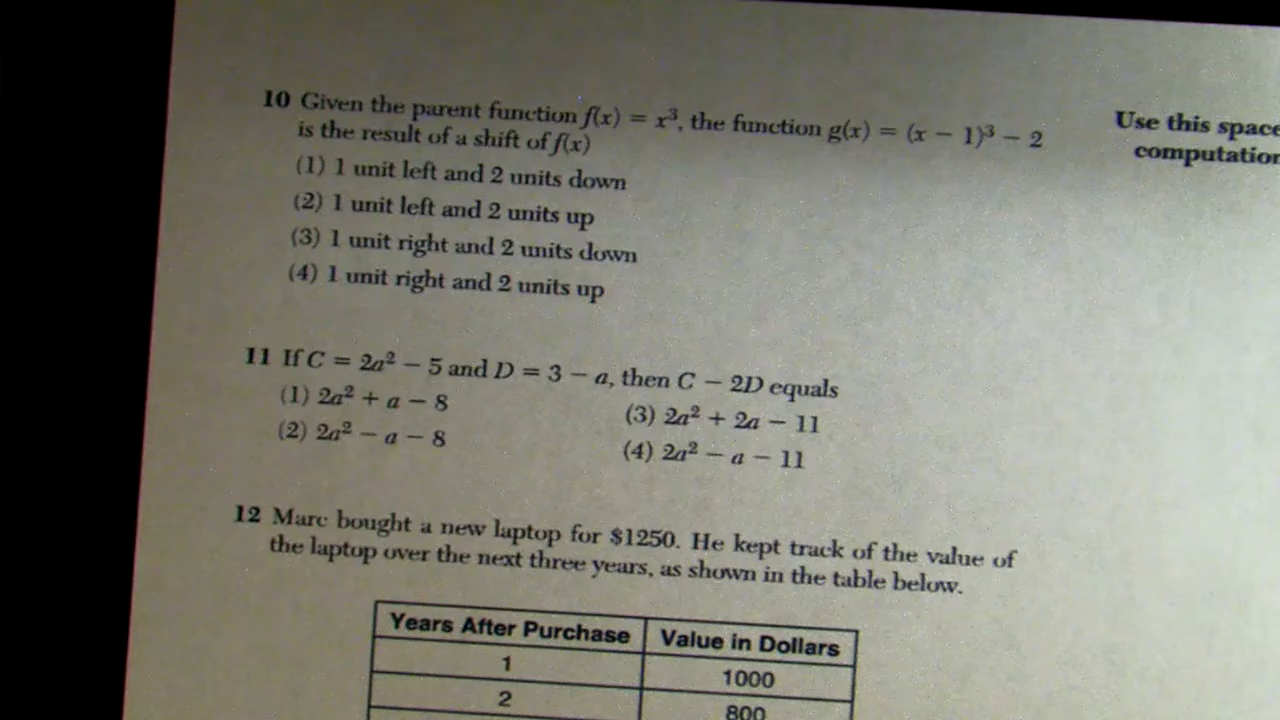 10 Given the parent function f(x) = x³, the function g(x) = (x − 1)³ − 2
is the result of a shift of f(x)
(1) 1 unit left and 2 units down
(2) 1 unit left and 2 units up
(3) 1 unit right and 2 units down
(4) 1 unit right and 2 units up
Use this space
computation
11 If C = 2a² − 5 and D = 3 − a, then C − 2D equals
(1) 2a² + a − 8
(2) 2a² − a − 8
(3) 2a² + 2a − 11
(4) 2a² − a − 11
12 Marc bought a new laptop for $1250. He kept track of the value of
the laptop over the next three years, as shown in the table below.
Years After Purchase Value in Dollars
1 1000
2 800